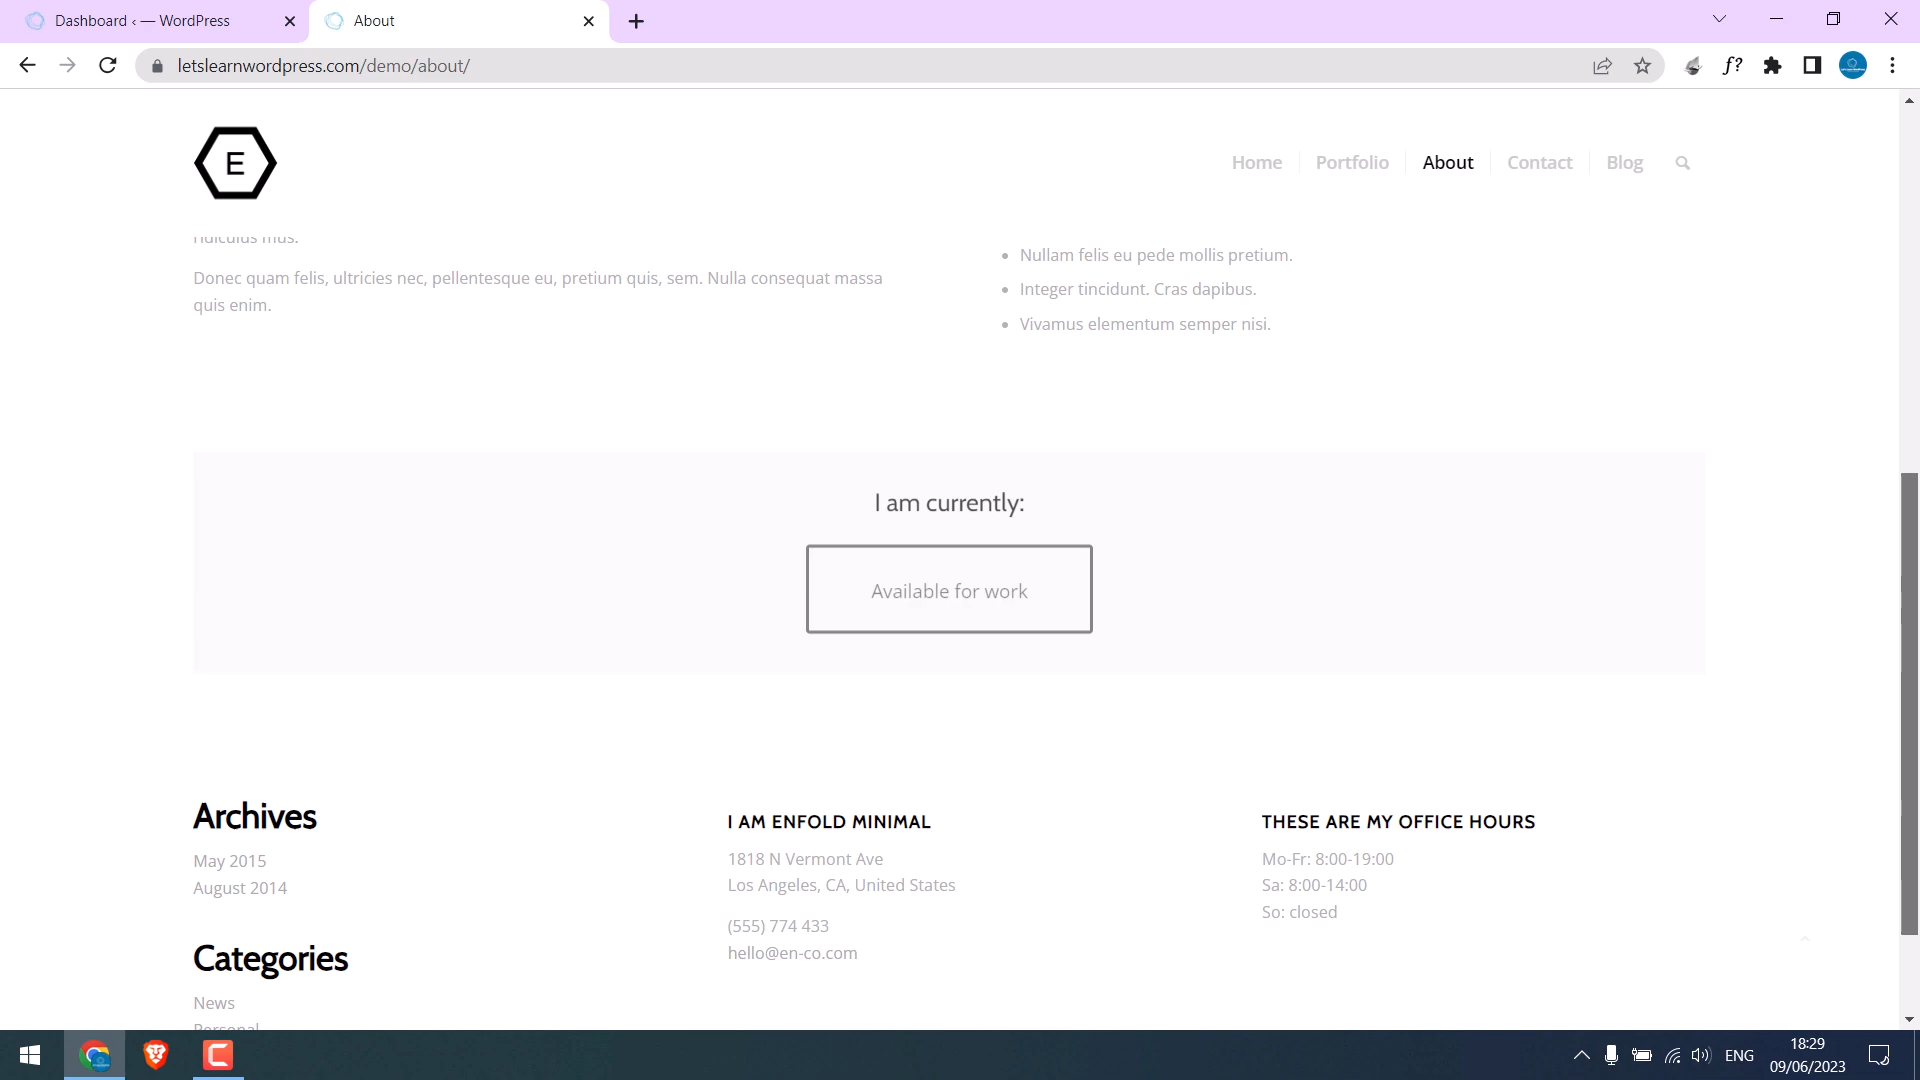 Dashboard ‹ — WordPress
About
letslearnwordpress.com/demo/about/
E
Home
Portfolio
About
Contact
Blog
ridiculus mus.
Donec quam felis, ultricies nec, pellentesque eu, pretium quis, sem. Nulla consequat massa
quis enim.
• Nullam felis eu pede mollis pretium.
• Integer tincidunt. Cras dapibus.
• Vivamus elementum semper nisi.
I am currently:
Available for work
Archives
May 2015
August 2014
Categories
News
Personal
I AM ENFOLD MINIMAL
1818 N Vermont Ave
Los Angeles, CA, United States
(555) 774 433
hello@en-co.com
THESE ARE MY OFFICE HOURS
Mo-Fr: 8:00-19:00
Sa: 8:00-14:00
So: closed
ENG
18:29
09/06/2023